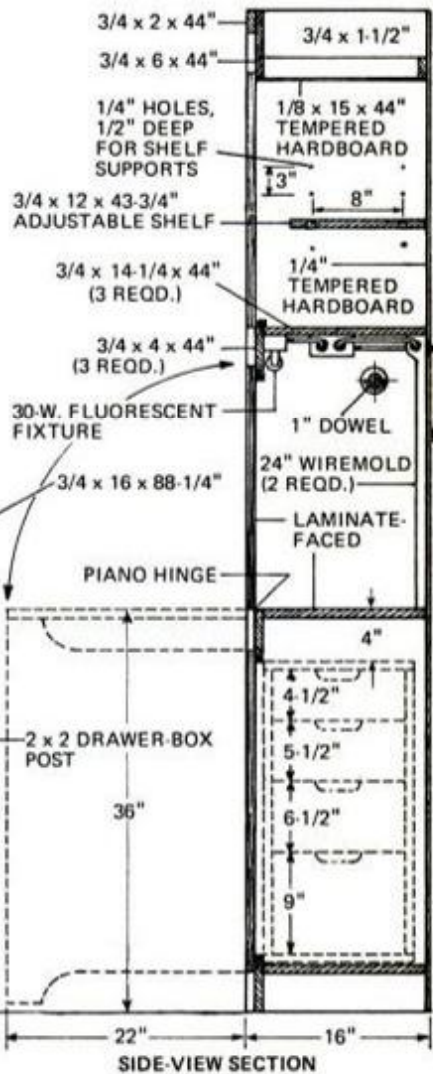 3/4 x 2 x 44"
3/4 x 6 x 44"
3/4 x 1-1/2"
1/4" HOLES,
1/2" DEEP
FOR SHELF
SUPPORTS
1/8 x 15 x 44"
TEMPERED
HARDBOARD
3"
8"
3/4 x 12 x 43-3/4"
ADJUSTABLE SHELF
3/4 x 14-1/4 x 44"
(3 REQD.)
1/4"
TEMPERED
HARDBOARD
3/4 x 4 x 44"
(3 REQD.)
30-W. FLUORESCENT
FIXTURE
1" DOWEL
24" WIREMOLD
(2 REQD.)
3/4 x 16 x 88-1/4"
LAMINATE-
FACED
PIANO HINGE
4"
4-1/2"
5-1/2"
6-1/2"
9"
2 x 2 DRAWER-BOX
POST
36"
22"
16"
SIDE-VIEW SECTION